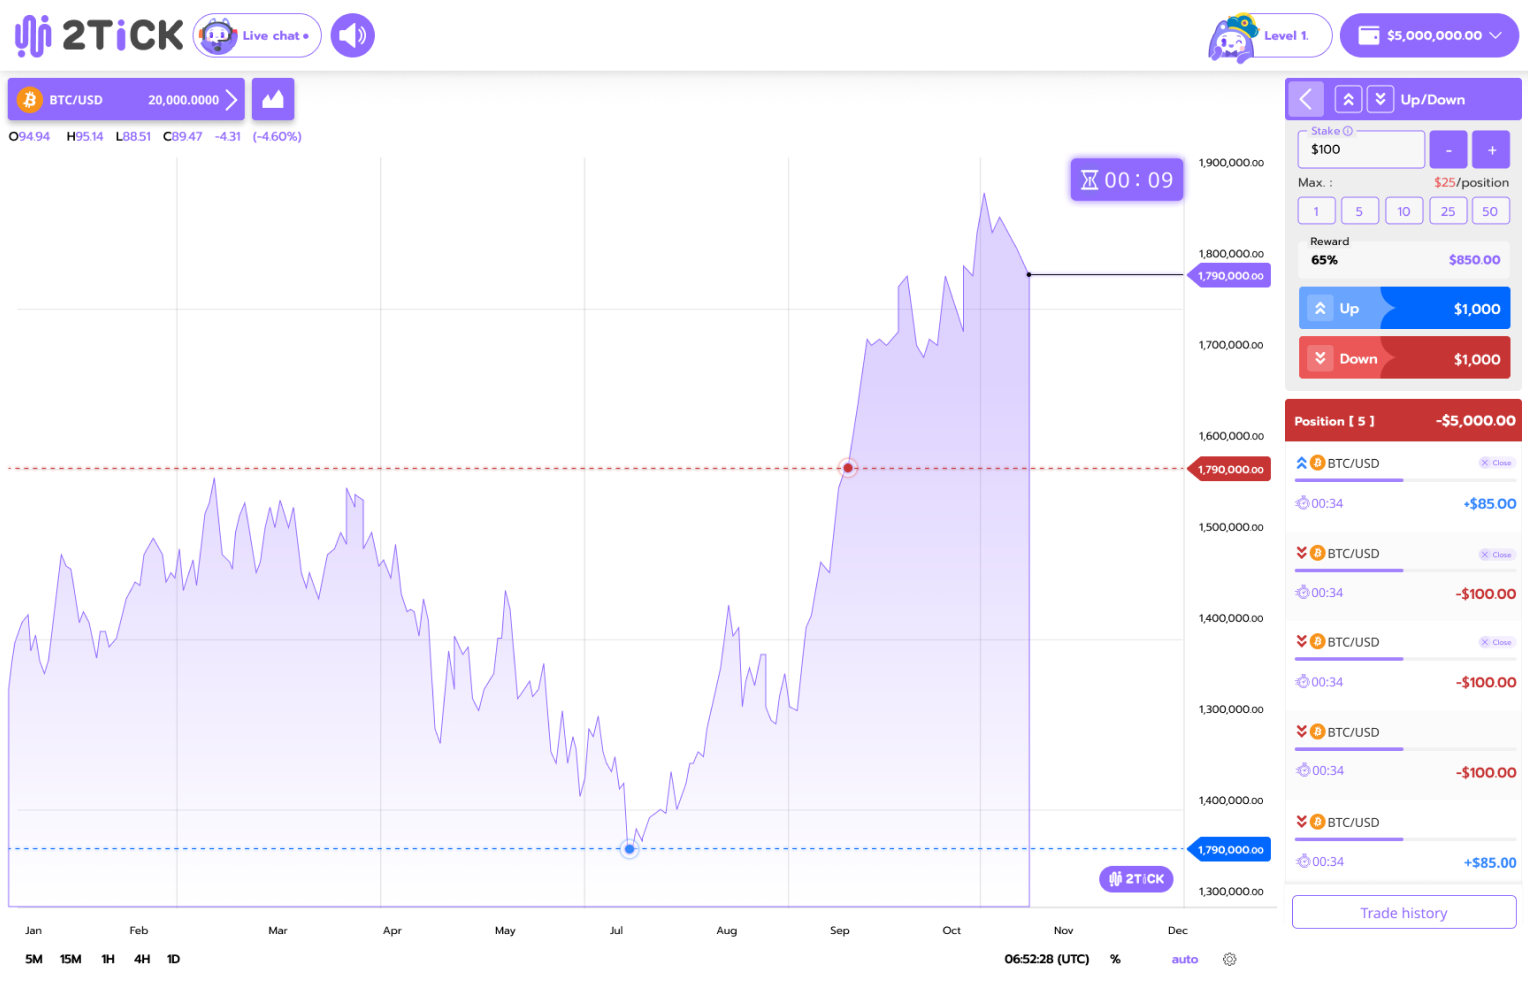 2TiCK
Live chat
Level 1.
$5,000,000.00
BTC/USD 20,000.0000
Up/Down
O94.94 H95.14 L88.51 C89.47 -4.31 (-4.60%)
Stake
$100
- +
Max. : $25/position
1 5 10 25 50
Reward
65% $850.00
Up $1,000
Down $1,000
00 : 09
1,900,000.00
1,800,000.00
1,790,000.00
1,700,000.00
1,600,000.00
1,790,000.00
1,500,000.00
1,400,000.00
1,300,000.00
1,400,000.00
1,790,000.00
1,300,000.00
2TiCK
Position [ 5 ] -$5,000.00
BTC/USD Close
00:34 +$85.00
BTC/USD Close
00:34 -$100.00
BTC/USD Close
00:34 -$100.00
BTC/USD
00:34 -$100.00
BTC/USD
00:34 +$85.00
Trade history
Jan Feb Mar Apr May Jul Aug Sep Oct Nov Dec
5M 15M 1H 4H 1D 06:52:28 (UTC) % auto